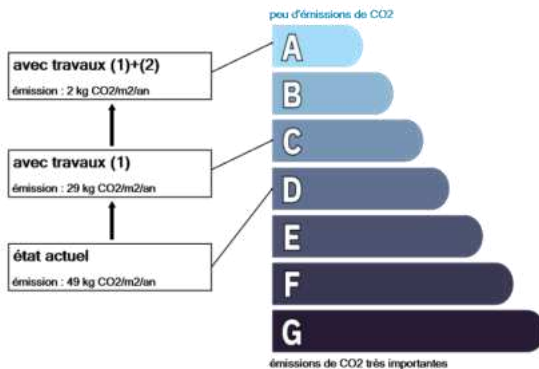 peu d'émissions de CO2
avec travaux (1)+(2)
émission : 2 kg CO2/m2/an
avec travaux (1)
émission : 29 kg CO2/m2/an
état actuel
émission : 49 kg CO2/m2/an
A
B
C
D
E
F
G
émissions de CO2 très importantes